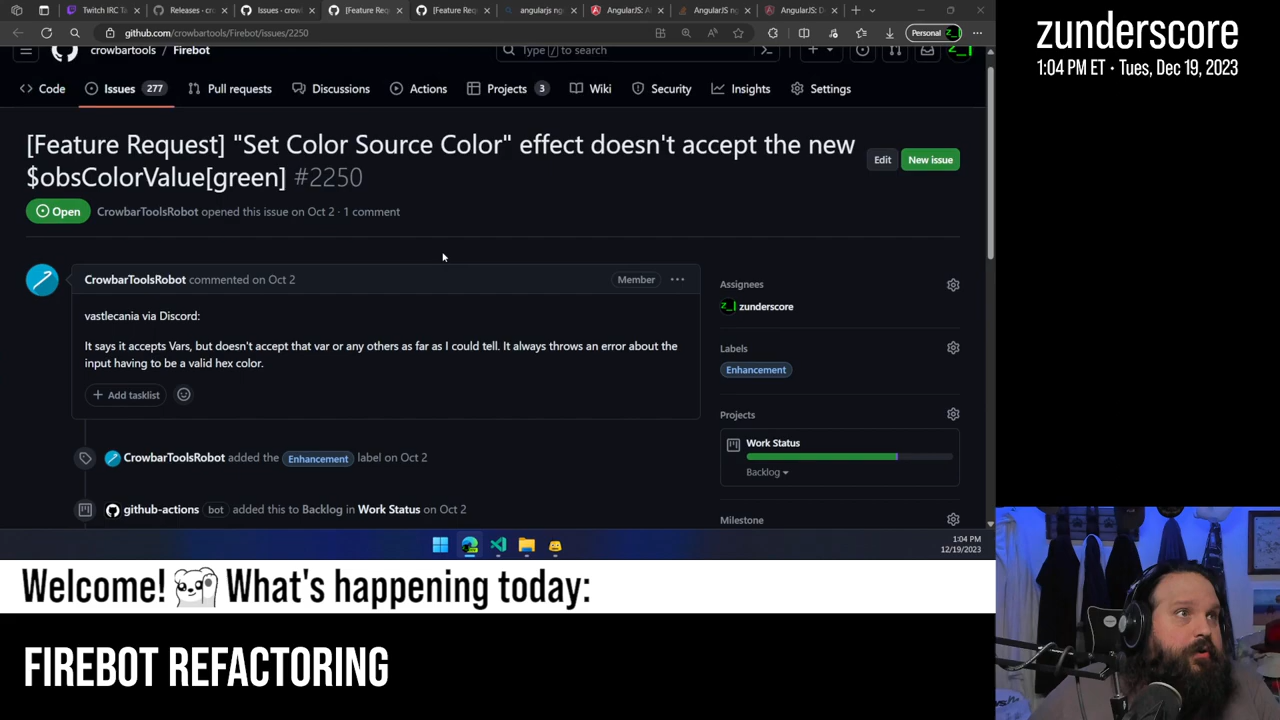 Twitch IRC Ta
Releases · cro
Issues · crowb
[Feature Requ
[Feature Req
angularjs ngr
AngularJS: AP
AngularJS ng
AngularJS: D
github.com/crowbartools/Firebot/issues/2250
Personal
crowbartools / Firebot
Type / to search
Code
Issues 277
Pull requests
Discussions
Actions
Projects 3
Wiki
Security
Insights
Settings
[Feature Request] "Set Color Source Color" effect doesn't accept the new
$obsColorValue[green] #2250
Edit
New issue
Open
CrowbarToolsRobot opened this issue on Oct 2 · 1 comment
CrowbarToolsRobot commented on Oct 2
Member
vastlecania via Discord:
It says it accepts Vars, but doesn't accept that var or any others as far as I could tell. It always throws an error about the
input having to be a valid hex color.
Add tasklist
CrowbarToolsRobot added the Enhancement label on Oct 2
github-actions bot added this to Backlog in Work Status on Oct 2
Assignees
zunderscore
Labels
Enhancement
Projects
Work Status
Backlog
Milestone
1:04 PM
12/19/2023
zunderscore
1:04 PM ET · Tues, Dec 19, 2023
Welcome! What's happening today:
FIREBOT REFACTORING